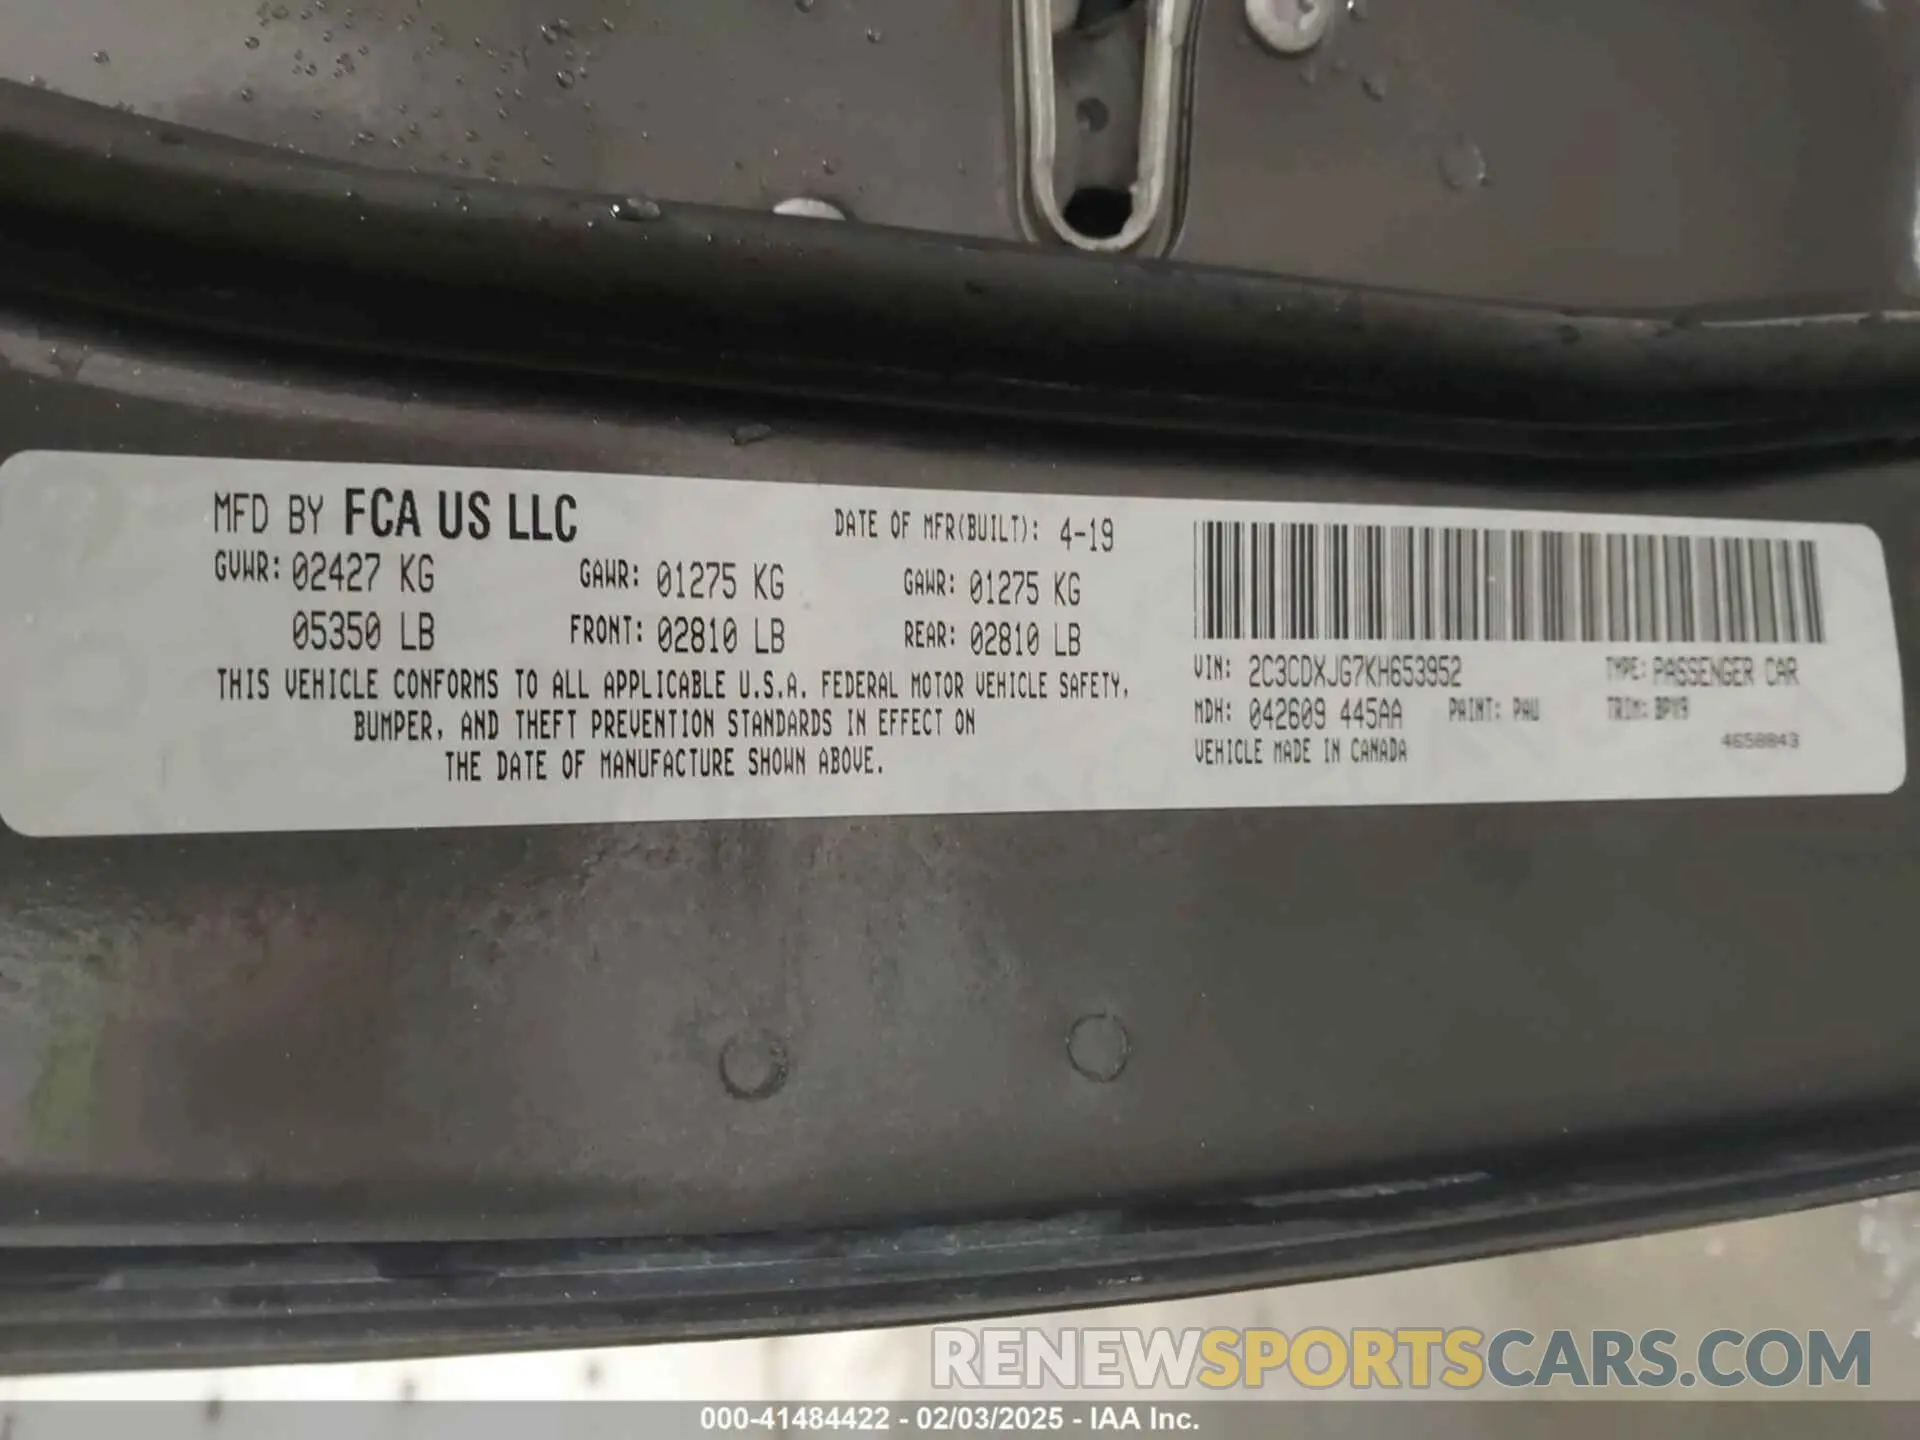 MFD BY FCA US LLC
DATE OF MFR(BUILT): 4-19
GVWR: 02427 KG
GAWR: 01275 KG
GAWR: 01275 KG
05350 LB
FRONT: 02810 LB
REAR: 02810 LB
THIS VEHICLE CONFORMS TO ALL APPLICABLE U.S.A. FEDERAL MOTOR VEHICLE SAFETY,
BUMPER, AND THEFT PREVENTION STANDARDS IN EFFECT ON
THE DATE OF MANUFACTURE SHOWN ABOVE.
VIN: 2C3CDXJG7KH653952
TYPE: PASSENGER CAR
MDH: 042609 445AA
PAINT: PAU
TRIM: BPX9
VEHICLE MADE IN CANADA
4658843
RENEWSPORTSCARS.COM
000-41484422 - 02/03/2025 - IAA Inc.